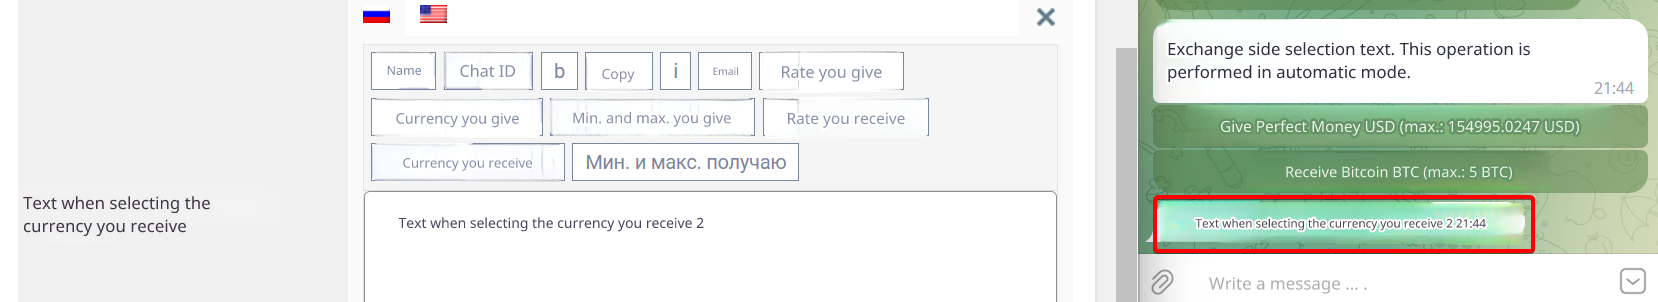 Name
Chat ID
b
Copy
i
Email
Rate you give
Currency you give
Min. and max. you give
Rate you receive
Currency you receive
Мин. и макс. получаю
Text when selecting the
currency you receive
Text when selecting the currency you receive 2
Exchange side selection text. This operation is
performed in automatic mode.
21:44
Give Perfect Money USD (max.: 154995.0247 USD)
Receive Bitcoin BTC (max.: 5 BTC)
Text when selecting the currency you receive 2 21:44
Write a message ... .